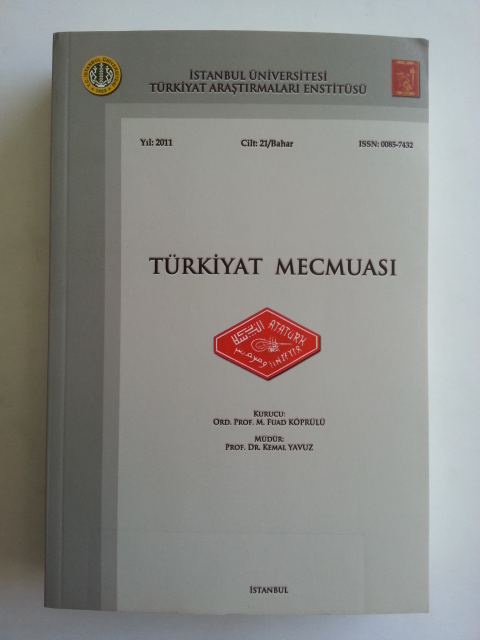 İSTANBUL ÜNİVERSİTESİ
TÜRKİYAT ARAŞTIRMALARI ENSTİTÜSÜ
Yıl: 2011 Cilt: 21/Bahar ISSN: 0085-7432
TÜRKİYAT MECMUASI
ATATÜRK
KURUCU:
ORD. PROF. M. FUAD KÖPRÜLÜ
MÜDÜR:
PROF. DR. KEMAL YAVUZ
İSTANBUL